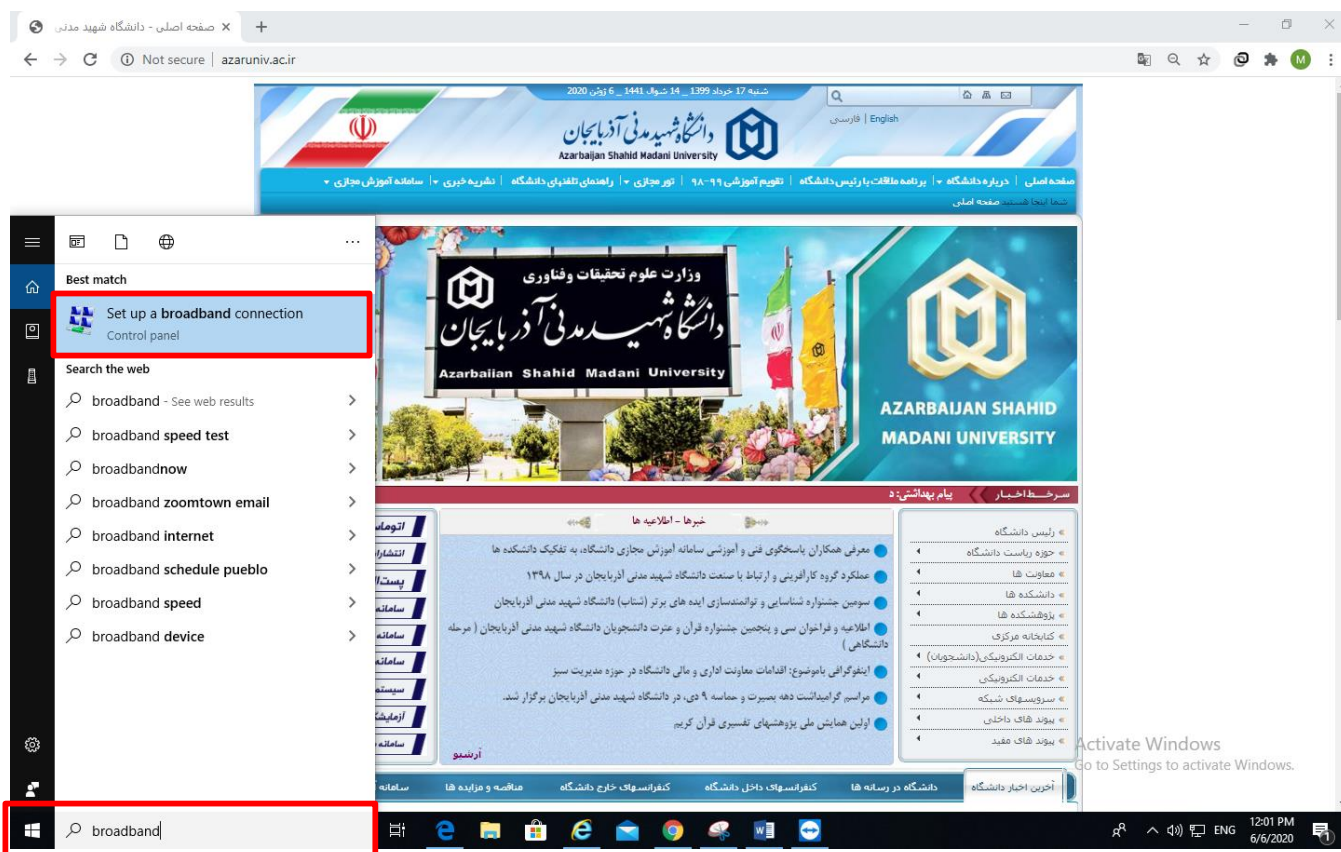 صفحه اصلی - دانشگاه شهید مدنی
Not secure | azaruniv.ac.ir
M
شنبه 17 خرداد 1399 _ 14 شوال 1441 _ 6 ژوئن 2020
فارسی | English
دانشگاه شهید مدنی آذربایجان
Azarbaijan Shahid Madani University
صفحه اصلی | درباره دانشگاه | برنامه ملاقات با رئیس دانشگاه | تقویم آموزشی ۹۹-۹۸ | تور مجازی | راهنمای تلفنهای دانشگاه | نشریه خبری | سامانه آموزش مجازی
شما اینجا هستید: صفحه اصلی
وزارت علوم تحقیقات وفناوری
دانشگاه شهید مدنی آذربایجان
Azarbaijan Shahid Madani University
AZARBAIJAN SHAHID
MADANI UNIVERSITY
Best match
Set up a broadband connection
Control panel
Search the web
broadband - See web results
broadband speed test
broadbandnow
broadband zoomtown email
broadband internet
broadband schedule pueblo
broadband speed
broadband device
سرخط اخبار
پیام بهداشتی: د
خبرها - اطلاعیه ها
معرفی همکاران پاسخگوی فنی و آموزشی سامانه آموزش مجازی دانشگاه، به تفکیک دانشکده ها
عملکرد گروه کارآفرینی و ارتباط با صنعت دانشگاه شهید مدنی آذربایجان در سال ۱۳۹۸
سومین جشنواره شناسایی و توانمندسازی ایده های برتر (شتاب) دانشگاه شهید مدنی آذربایجان
اطلاعیه و فراخوان سی و پنجمین جشنواره قرآن و عترت دانشجویان دانشگاه شهید مدنی آذربایجان ( مرحله
دانشگاهی )
اینفوگرافی باموضوع: اقدامات معاونت اداری و مالی دانشگاه در حوزه مدیریت سبز
مراسم گرامیداشت دهه بصیرت و حماسه ۹ دی، در دانشگاه شهید مدنی آذربایجان برگزار شد.
اولین همایش ملی پژوهشهای تفسیری قرآن کریم
آرشیو
» رئیس دانشگاه
» حوزه ریاست دانشگاه
» معاونت ها
» دانشکده ها
» پژوهشکده ها
» کتابخانه مرکزی
» خدمات الکترونیکی(دانشجویان)
» خدمات الکترونیکی
» سرویسهای شبکه
» پیوند های داخلی
» پیوند های مفید
اتوما
انتشارا
پست ا
سامانه
سامانه
سامانه
سیستم
آزمایش
سامانه
آخرین اخبار دانشگاه
دانشگاه در رسانه ها
کنفرانسهای داخل دانشگاه
کنفرانسهای خارج دانشگاه
مناقصه و مزایده ها
سامانه
Activate Windows
Go to Settings to activate Windows.
broadband
ENG
12:01 PM
6/6/2020
1